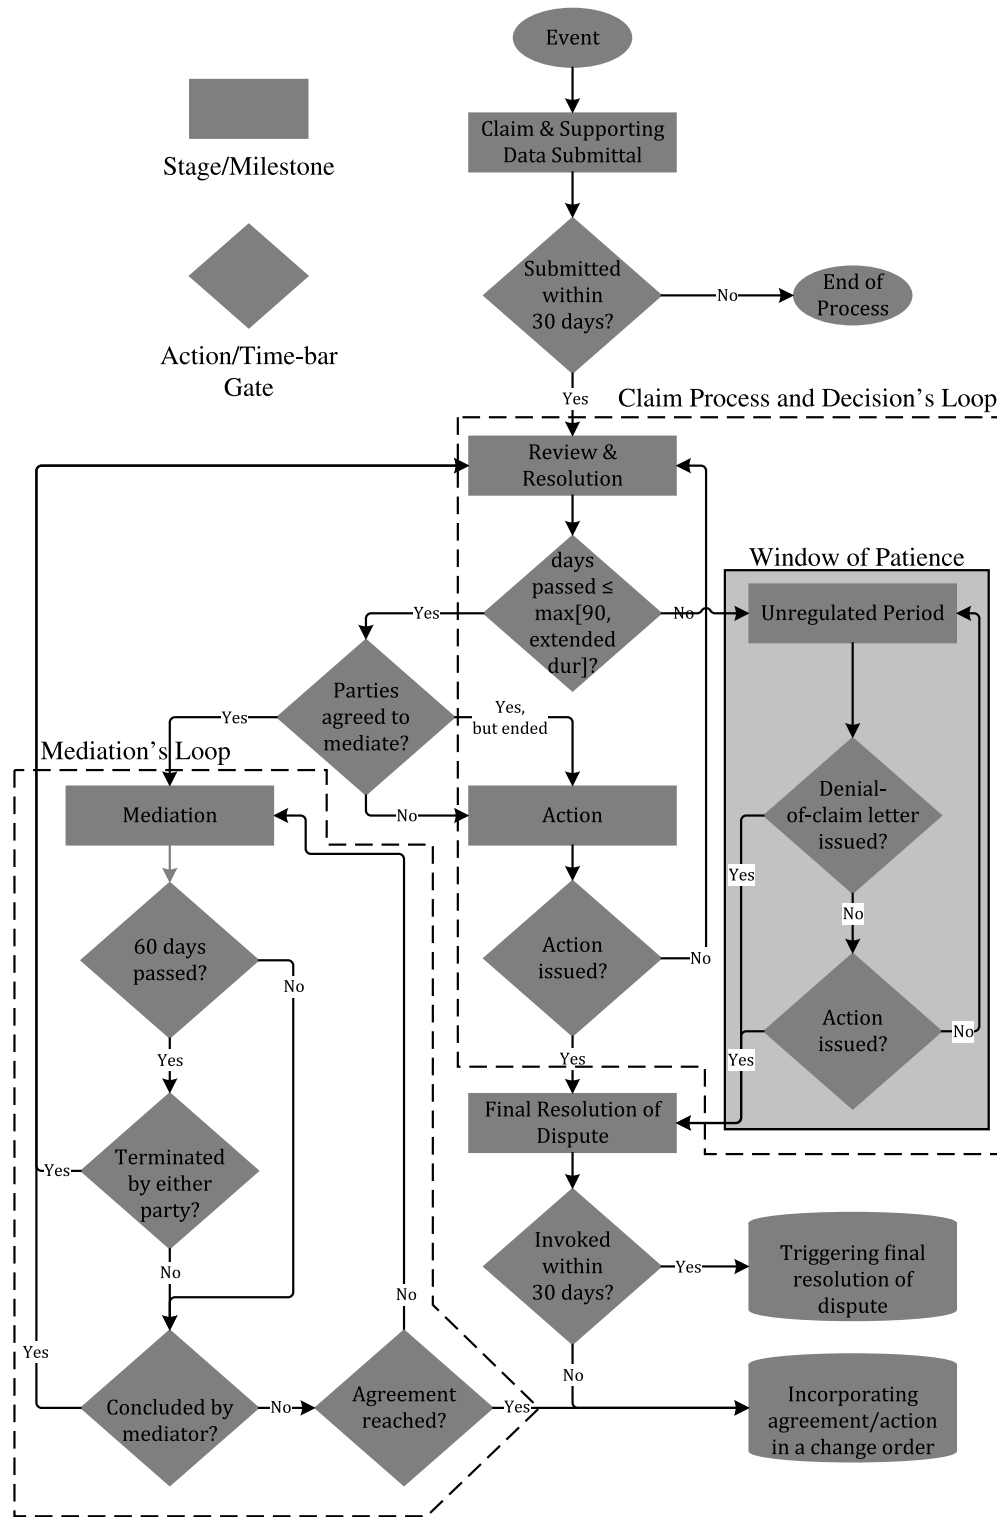 Event
Claim & Supporting
Data Submittal
Stage/Milestone
Submitted
within
30 days?
No
End of
Process
Action/Time-bar
Gate
Yes
Claim Process and Decision's Loop
Review &
Resolution
days
passed ≤
max[90,
extended
dur]?
Yes
No
Window of Patience
Unregulated Period
Parties
agreed to
mediate?
Yes
Yes,
but ended
No
Mediation's Loop
Mediation
Action
Denial-
of-claim letter
issued?
Yes
No
60 days
passed?
No
Yes
Action
issued?
No
Yes
Action
issued?
No
Yes
Final Resolution of
Dispute
Terminated
by either
party?
Yes
No
Invoked
within
30 days?
Yes
No
Triggering final
resolution of
dispute
Concluded by
mediator?
Yes
No
Agreement
reached?
No
Yes
Incorporating
agreement/action
in a change order